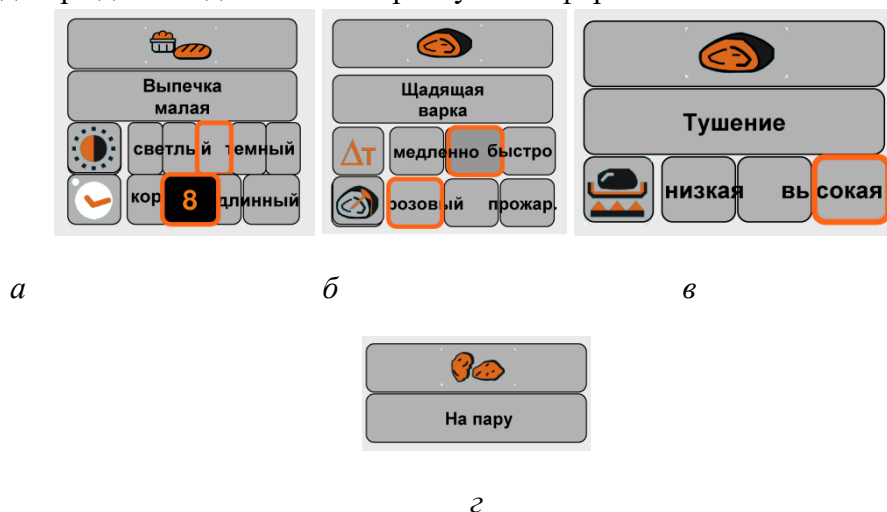 Выпечка
малая
светлый темный
кор 8 длинный
Щадящая
варка
Δт медленно быстро
розовый прожар.
Тушение
низкая высокая
а б в
На пару
г